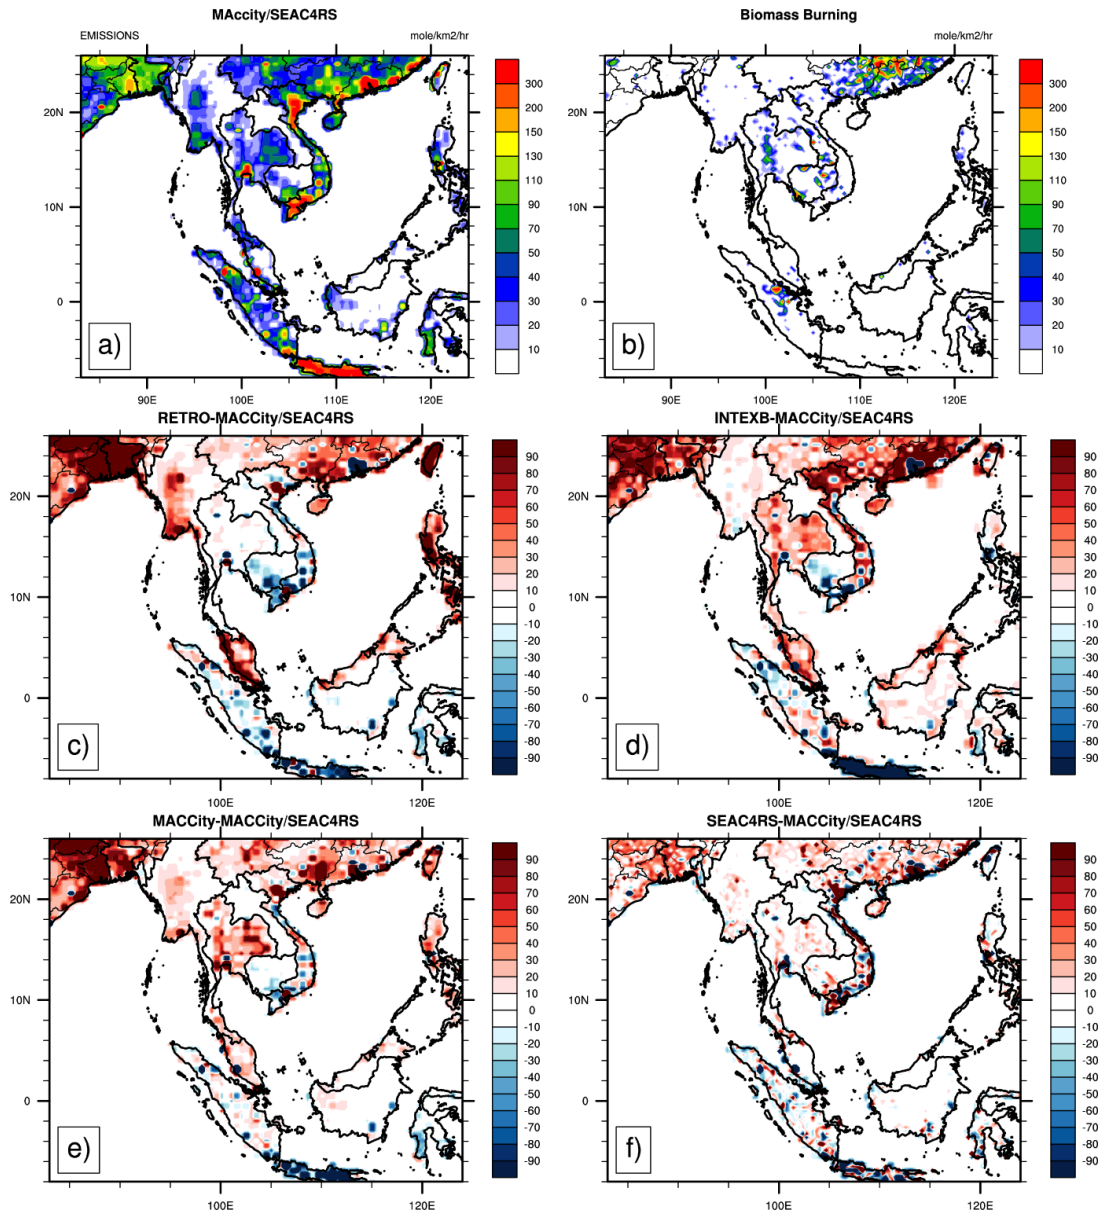 MAccity/SEAC4RS
Biomass Burning
EMISSIONS
mole/km2/hr
mole/km2/hr
20N
10N
0
90E
100E
110E
120E
a)
300
200
150
130
110
90
70
50
40
30
20
10
20N
10N
0
90E
100E
110E
120E
b)
300
200
150
130
110
90
70
50
40
30
20
10
RETRO-MACCity/SEAC4RS
INTEXB-MACCity/SEAC4RS
20N
10N
0
100E
120E
c)
90
80
70
60
50
40
30
20
10
0
-10
-20
-30
-40
-50
-60
-70
-80
-90
20N
10N
0
100E
120E
d)
90
80
70
60
50
40
30
20
10
0
-10
-20
-30
-40
-50
-60
-70
-80
-90
MACCity-MACCity/SEAC4RS
SEAC4RS-MACCity/SEAC4RS
20N
10N
0
100E
120E
e)
90
80
70
60
50
40
30
20
10
0
-10
-20
-30
-40
-50
-60
-70
-80
-90
20N
10N
0
100E
120E
f)
90
80
70
60
50
40
30
20
10
0
-10
-20
-30
-40
-50
-60
-70
-80
-90